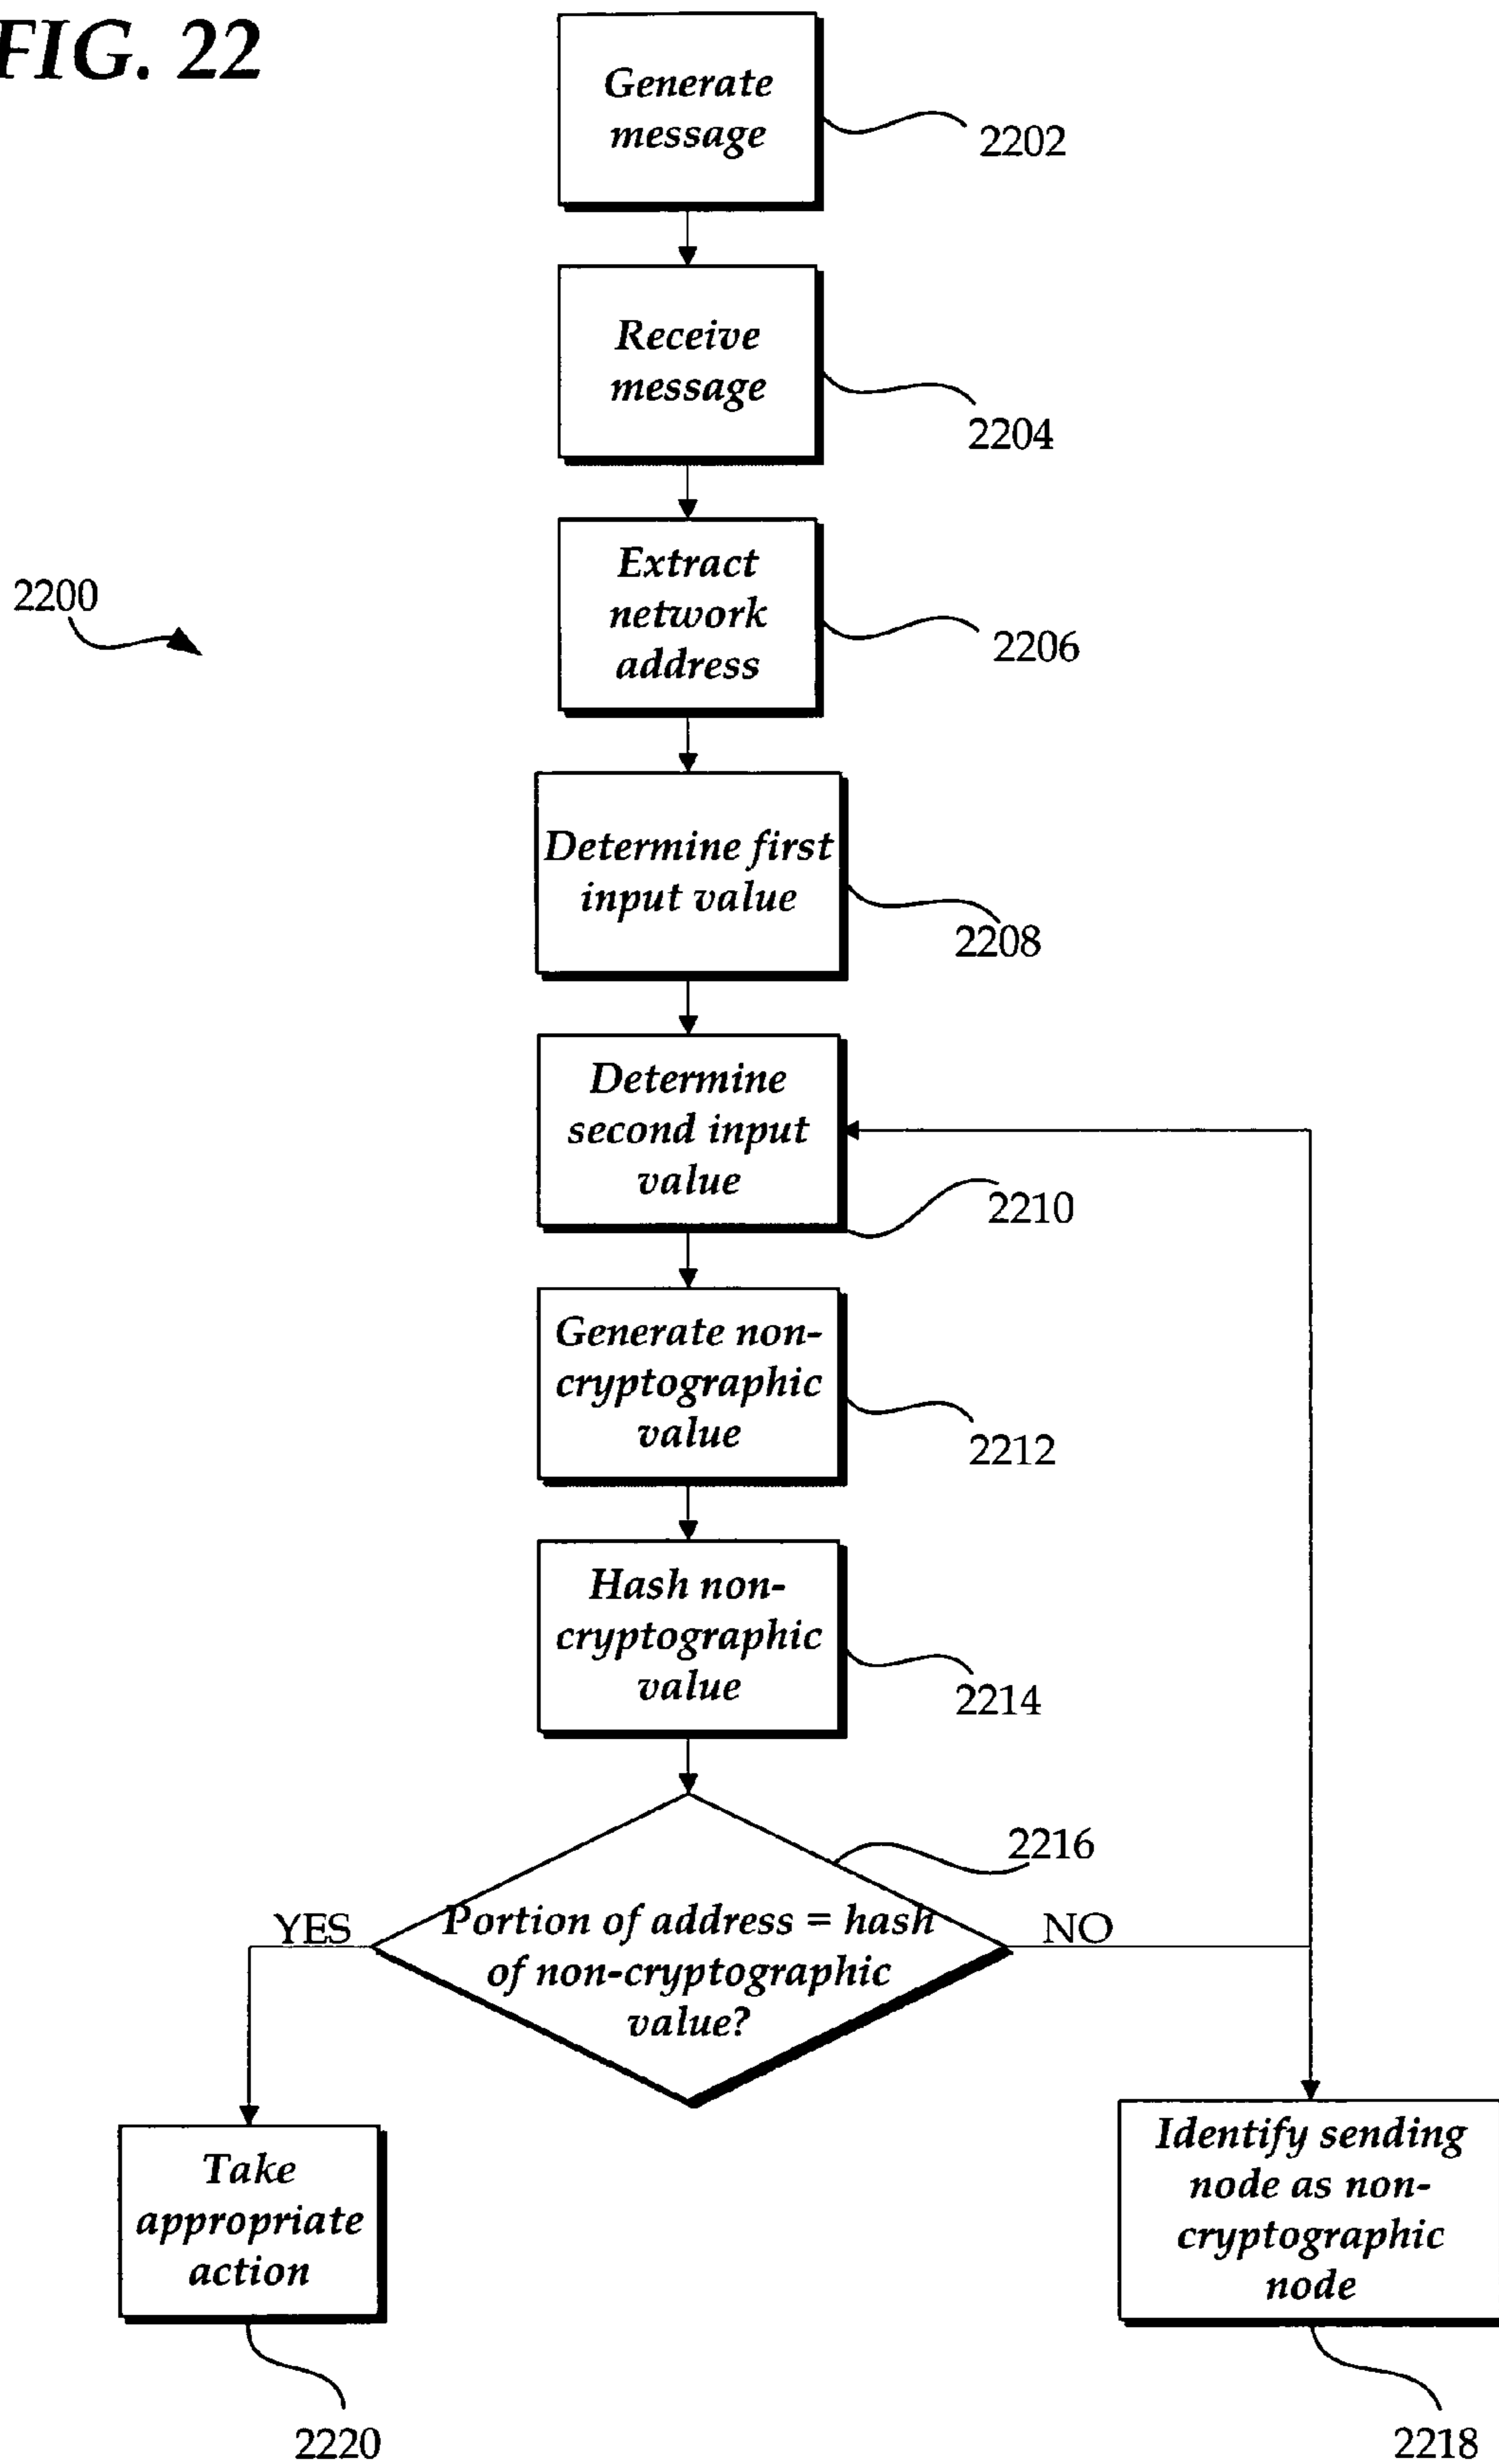 FIG. 22
Generate
message
2202
Receive
message
2204
Extract
network
address
2206
2200
Determine first
input value
2208
Determine
second input
value
2210
Generate non-
cryptographic
value
2212
Hash non-
cryptographic
value
2214
2216
Portion of address = hash
of non-cryptographic
value?
YES
NO
Take
appropriate
action
2220
Identify sending
node as non-
cryptographic
node
2218